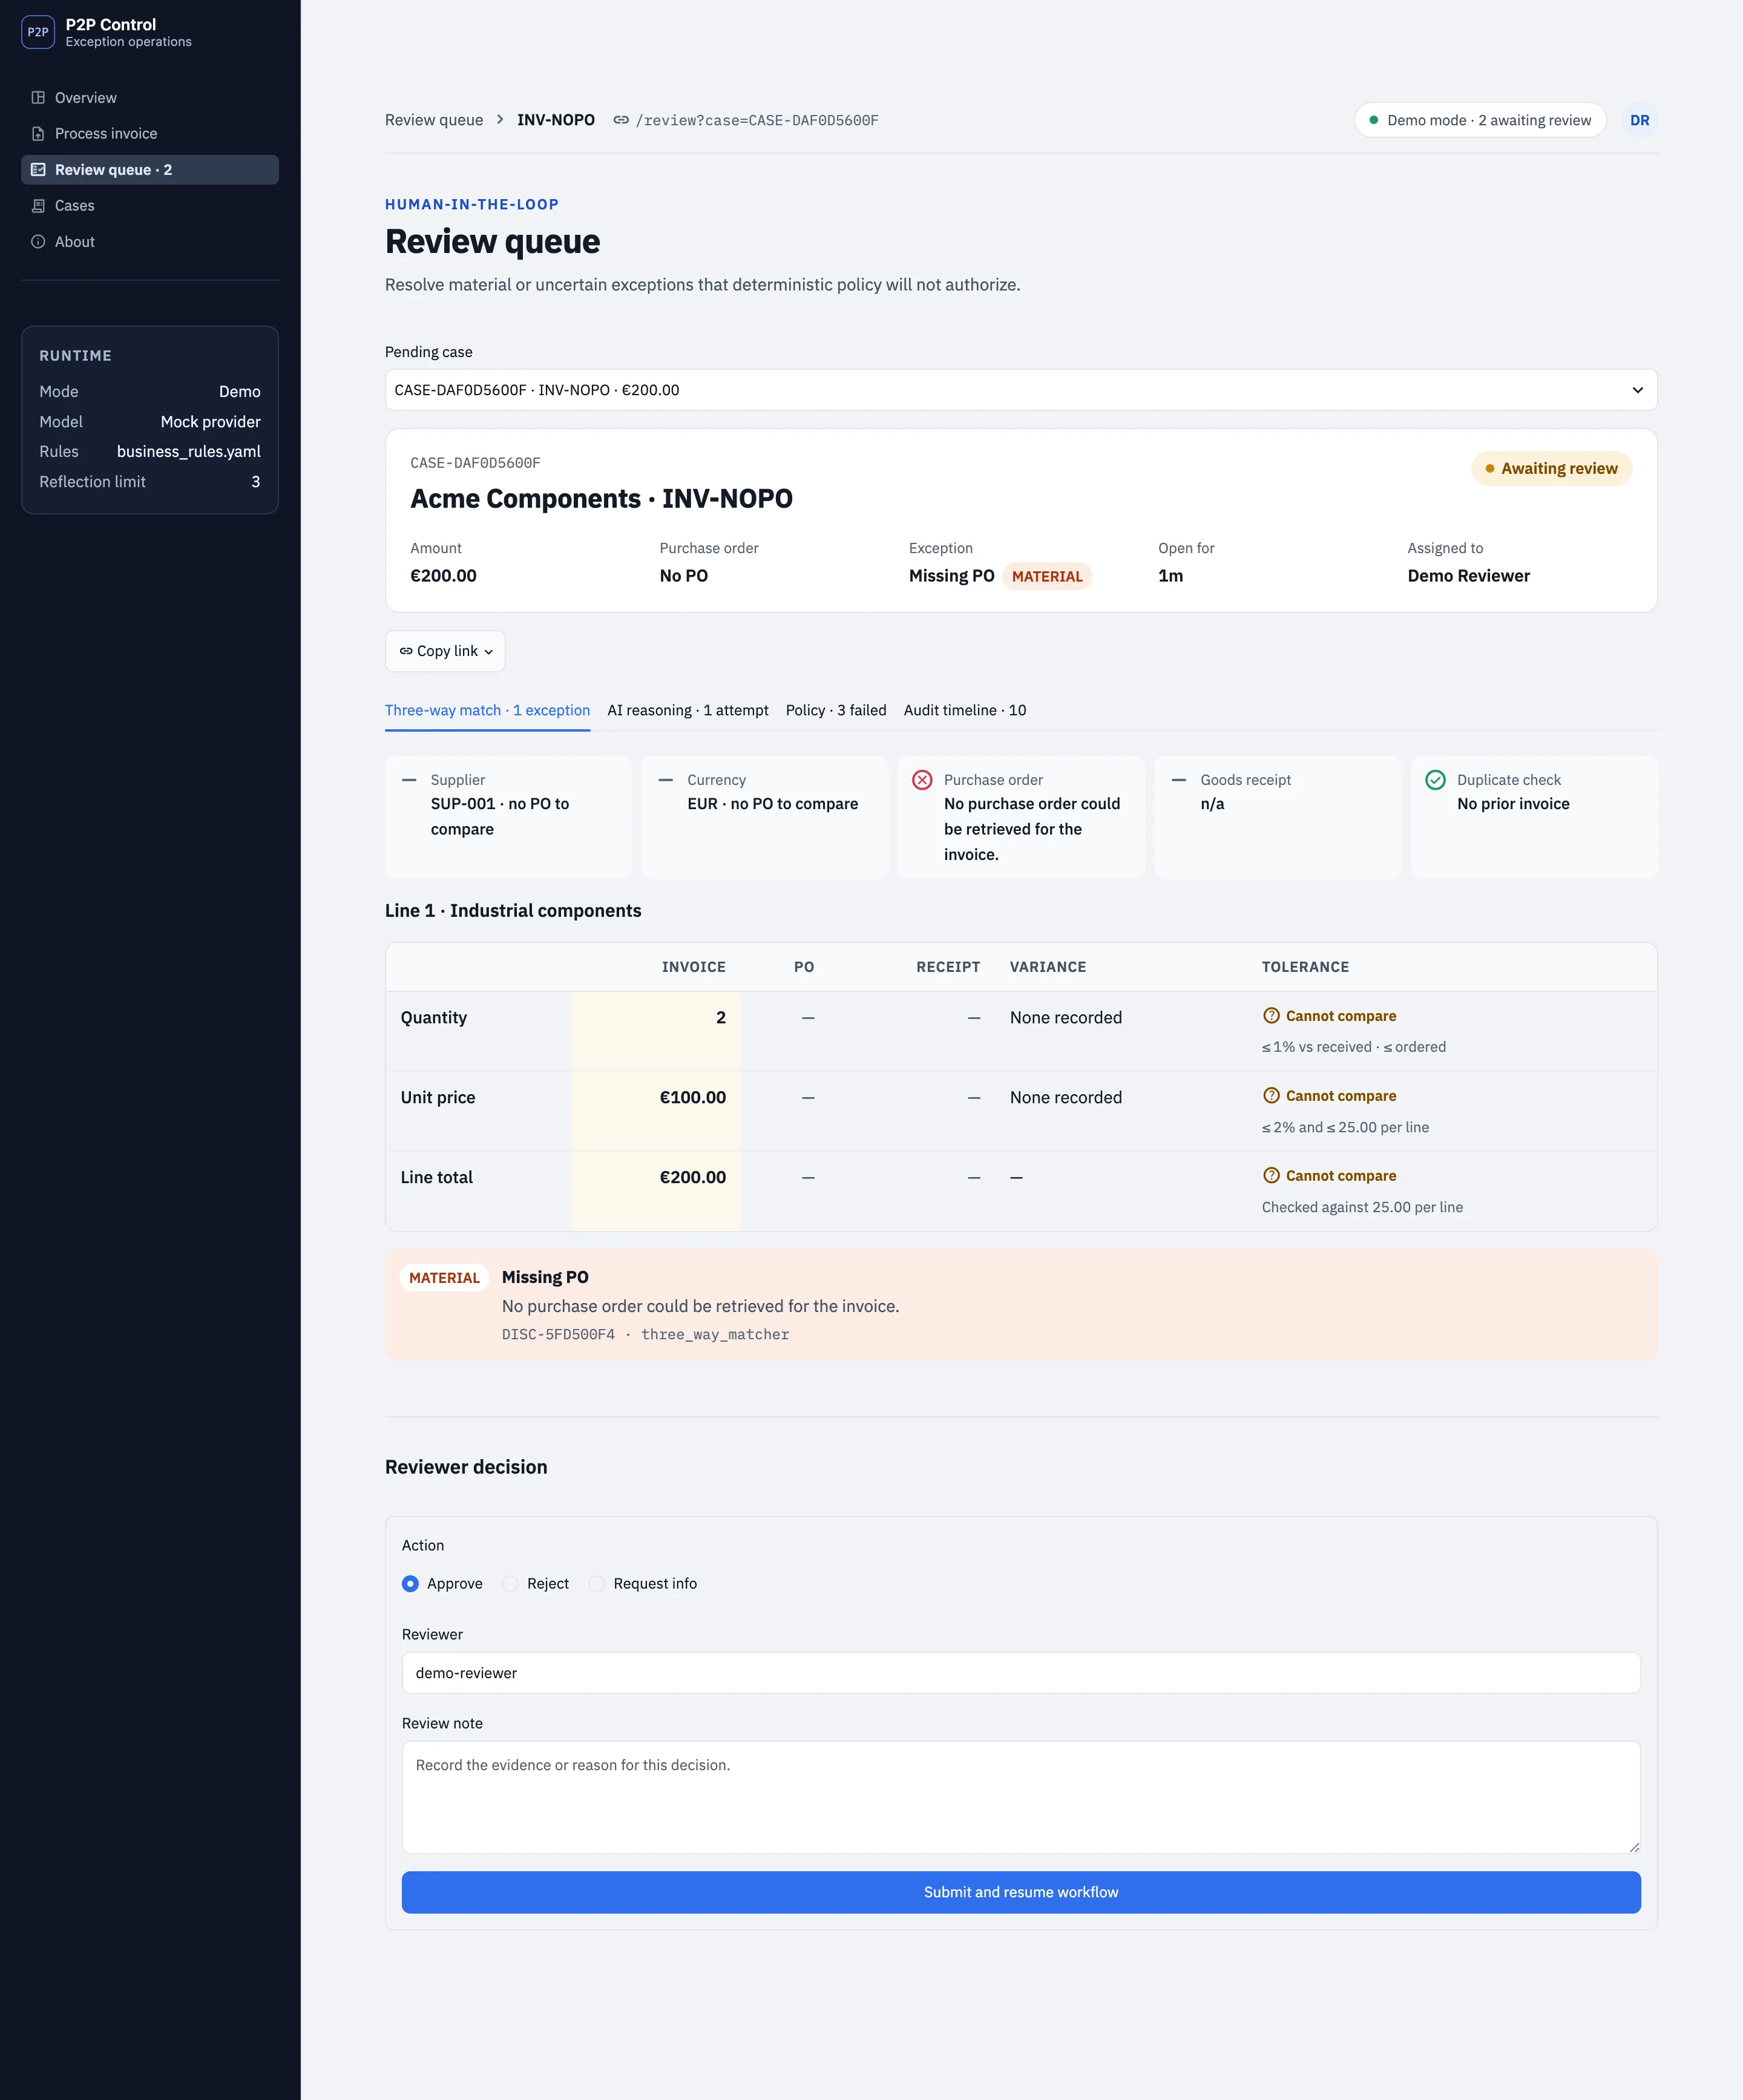 P2P
P2P Control
Exception operations
Overview
Process invoice
Review queue · 2
Cases
About
RUNTIME
Mode Demo
Model Mock provider
Rules business_rules.yaml
Reflection limit 3
Review queue > INV-NOPO /review?case=CASE-DAF0D5600F
Demo mode · 2 awaiting review DR
HUMAN-IN-THE-LOOP
Review queue
Resolve material or uncertain exceptions that deterministic policy will not authorize.
Pending case
CASE-DAF0D5600F · INV-NOPO · €200.00
CASE-DAF0D5600F
Awaiting review
Acme Components · INV-NOPO
Amount Purchase order Exception Open for Assigned to
€200.00 No PO Missing PO MATERIAL 1m Demo Reviewer
Copy link
Three-way match · 1 exception AI reasoning · 1 attempt Policy · 3 failed Audit timeline · 10
— Supplier
SUP-001 · no PO to
compare
— Currency
EUR · no PO to compare
Purchase order
No purchase order could
be retrieved for the
invoice.
— Goods receipt
n/a
Duplicate check
No prior invoice
Line 1 · Industrial components
INVOICE PO RECEIPT VARIANCE TOLERANCE
Quantity 2 — — None recorded Cannot compare
≤ 1% vs received · ≤ ordered
Unit price €100.00 — — None recorded Cannot compare
≤ 2% and ≤ 25.00 per line
Line total €200.00 — — — Cannot compare
Checked against 25.00 per line
MATERIAL Missing PO
No purchase order could be retrieved for the invoice.
DISC-5FD500F4 · three_way_matcher
Reviewer decision
Action
Approve Reject Request info
Reviewer
demo-reviewer
Review note
Record the evidence or reason for this decision.
Submit and resume workflow